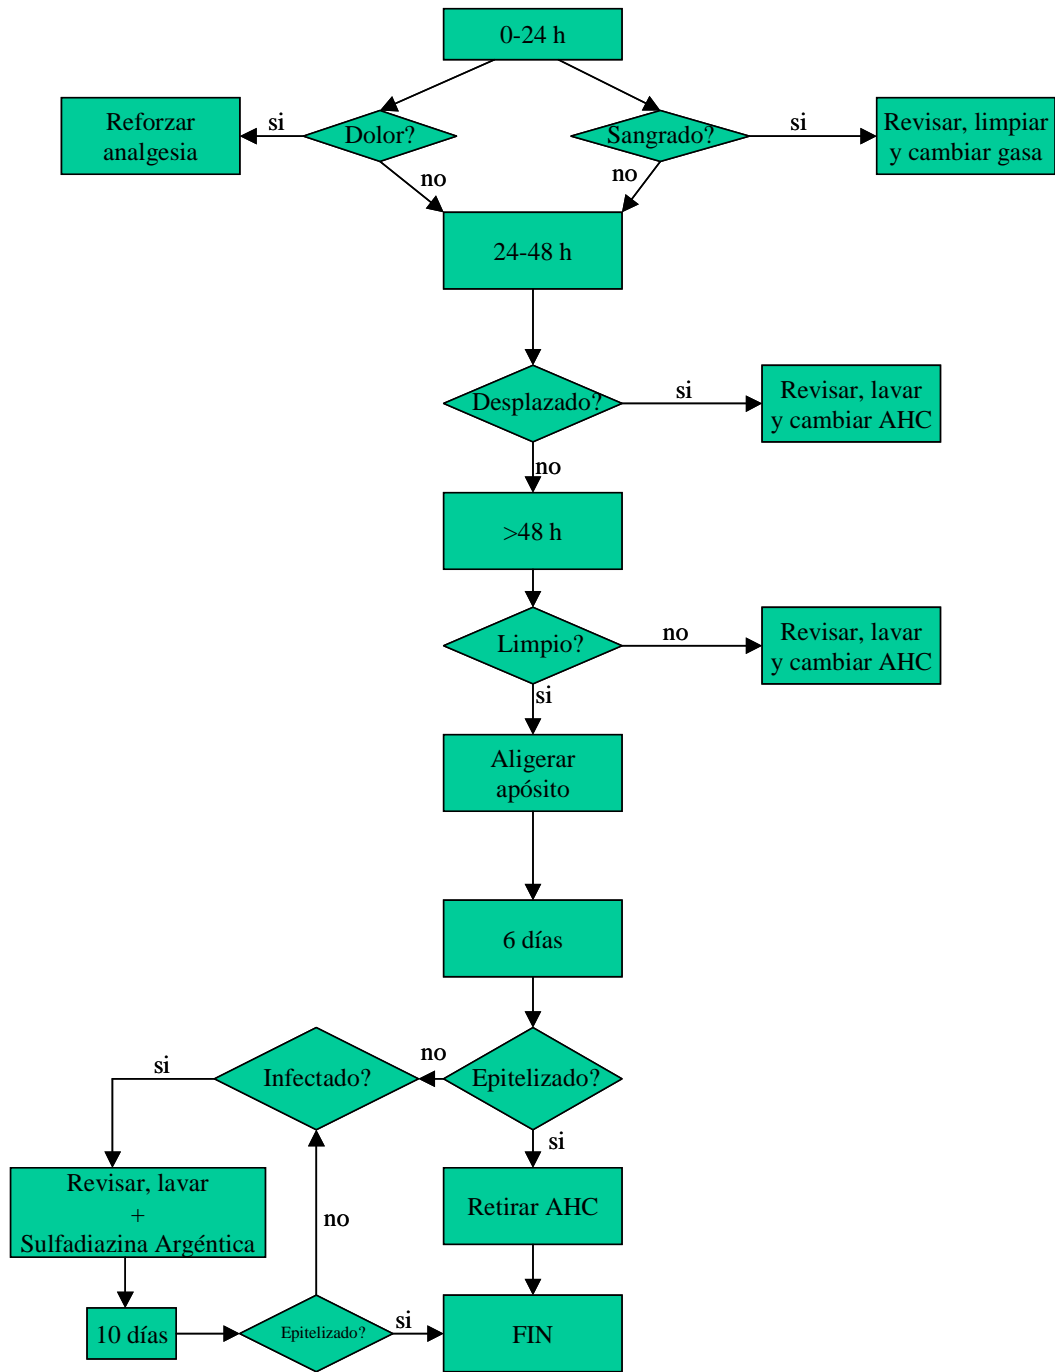 0-24 h
Reforzar
analgesia
si
Dolor?
Sangrado?
si
Revisar, limpiar
y cambiar gasa
no
no
24-48 h
Desplazado?
si
Revisar, lavar
y cambiar AHC
no
>48 h
Limpio?
no
Revisar, lavar
y cambiar AHC
si
Aligerar
apósito
6 días
si
Infectado?
no
Epitelizado?
si
Revisar, lavar
+
Sulfadiazina Argéntica
no
Retirar AHC
10 días
Epitelizado?
si
FIN